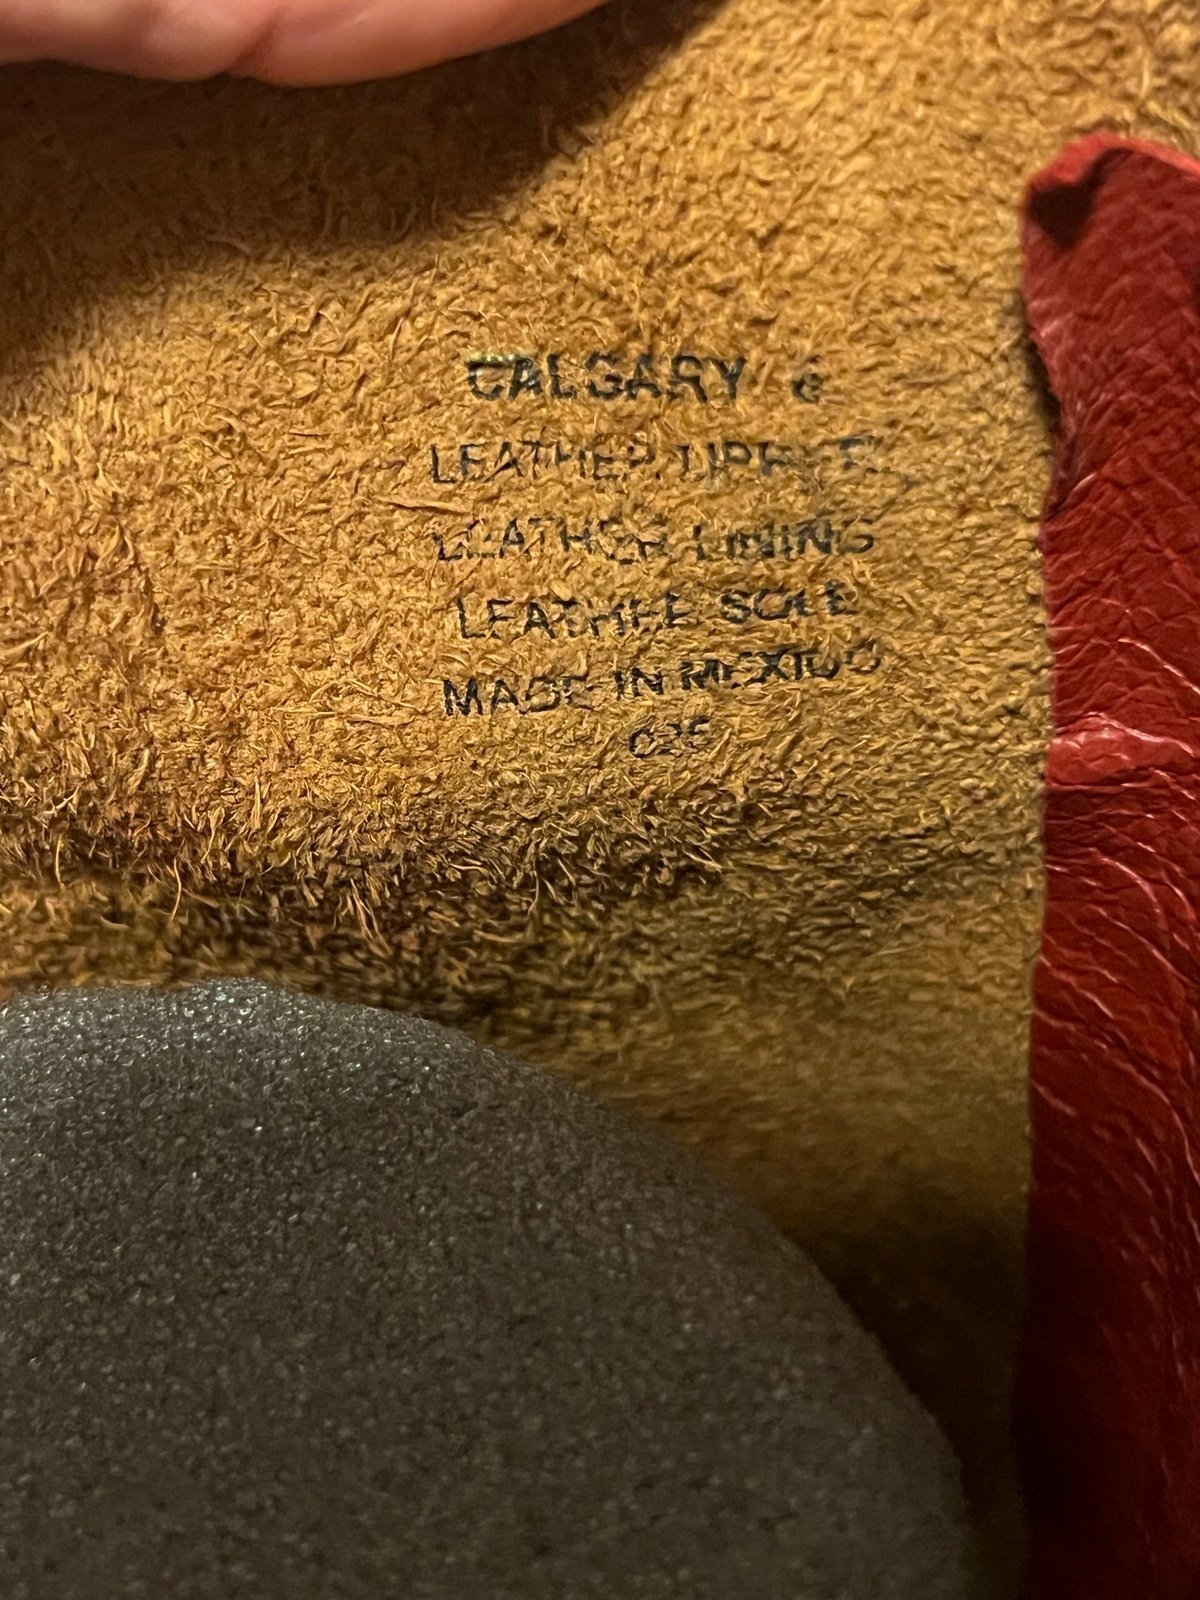 CALGARY 6
LEATHER UPPER
LEATHER LINING
LEATHER SOLE
MADE IN MEXICO